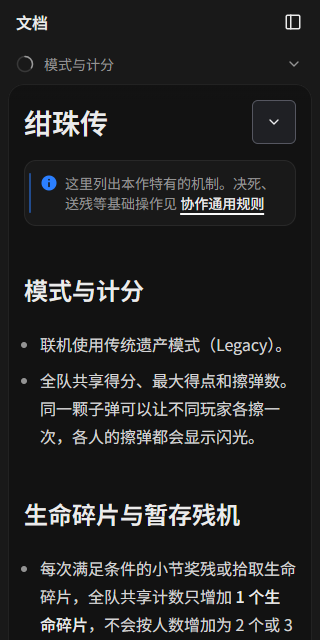 文档
模式与计分
绀珠传
这里列出本作特有的机制。决死、
送残等基础操作见 协作通用规则
模式与计分
联机使用传统遗产模式（Legacy）。
全队共享得分、最大得点和擦弹数。
同一颗子弹可以让不同玩家各擦一
次，各人的擦弹都会显示闪光。
生命碎片与暂存残机
每次满足条件的小节奖残或拾取生命
碎片，全队共享计数只增加 1 个生
命碎片，不会按人数增加为 2 个或 3